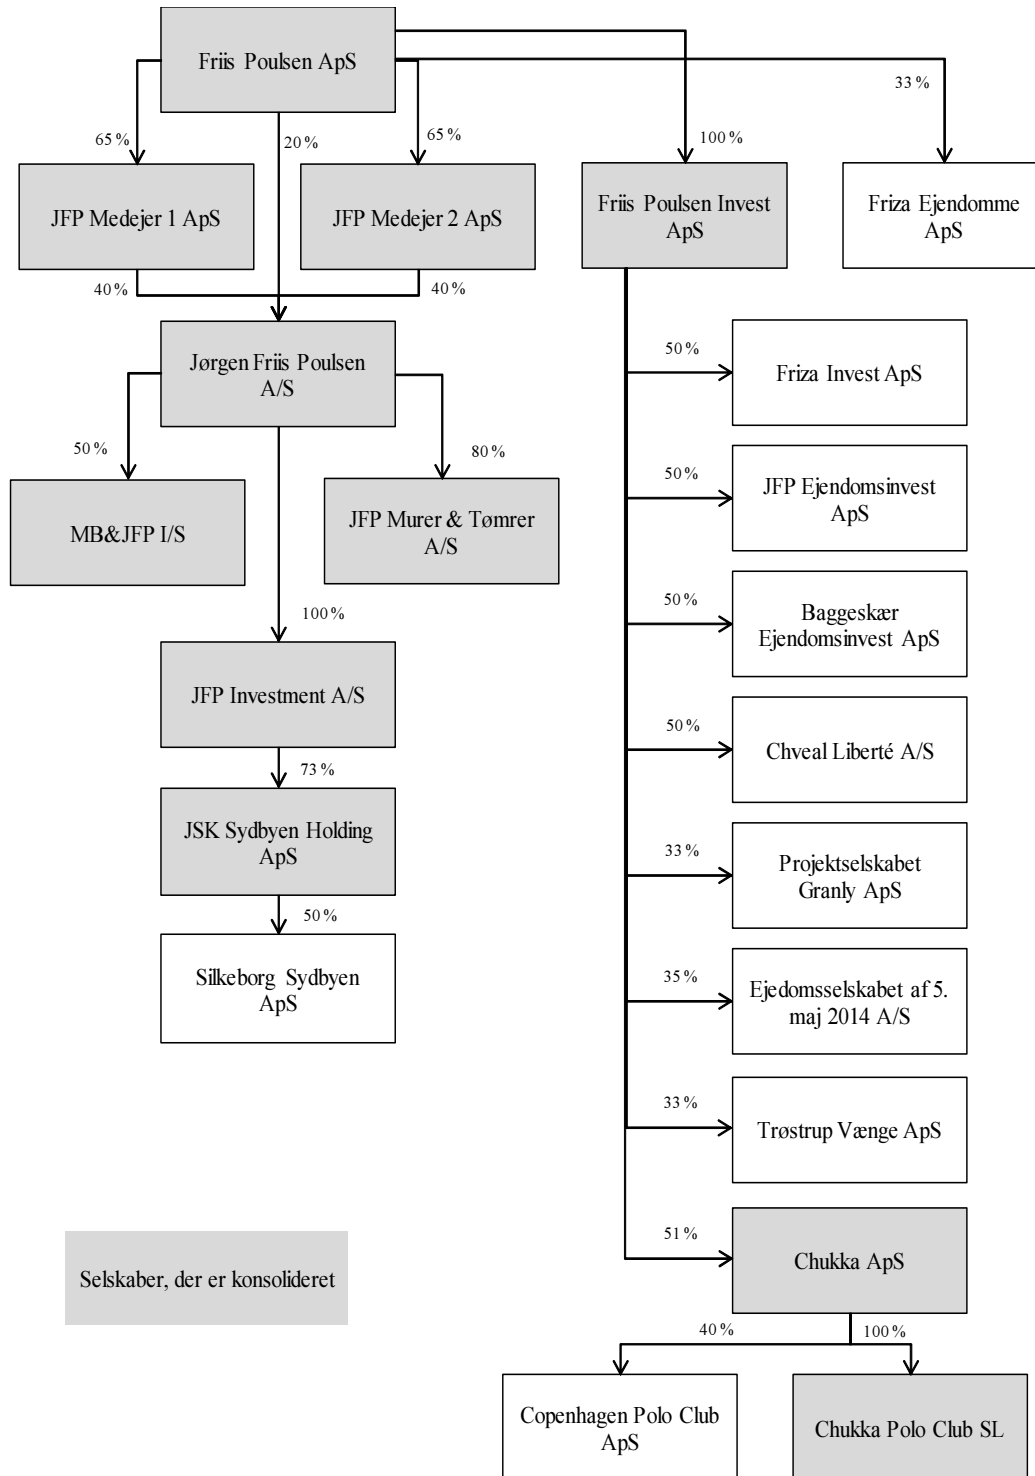 Friis Poulsen ApS
33%
65%
20%
65%
100%
JFP Medejer 1 ApS
JFP Medejer 2 ApS
Friis Poulsen Invest
ApS
Friza Ejendomme
ApS
40%
40%
Jørgen Friis Poulsen
A/S
50%
Friza Invest ApS
50%
80%
MB&JFP I/S
JFP Murer & Tømrer
A/S
50%
JFP Ejendomsinvest
ApS
100%
50%
Baggeskær
Ejendomsinvest ApS
JFP Investment A/S
50%
Chveal Liberté A/S
73%
JSK Sydbyen Holding
ApS
33%
Projektselskabet
Granly ApS
50%
Silkeborg Sydbyen
ApS
35%
Ejedomsselskabet af 5.
maj 2014 A/S
33%
Trøstrup Vænge ApS
51%
Chukka ApS
Selskaber, der er konsolideret
40%
100%
Copenhagen Polo Club
ApS
Chukka Polo Club SL